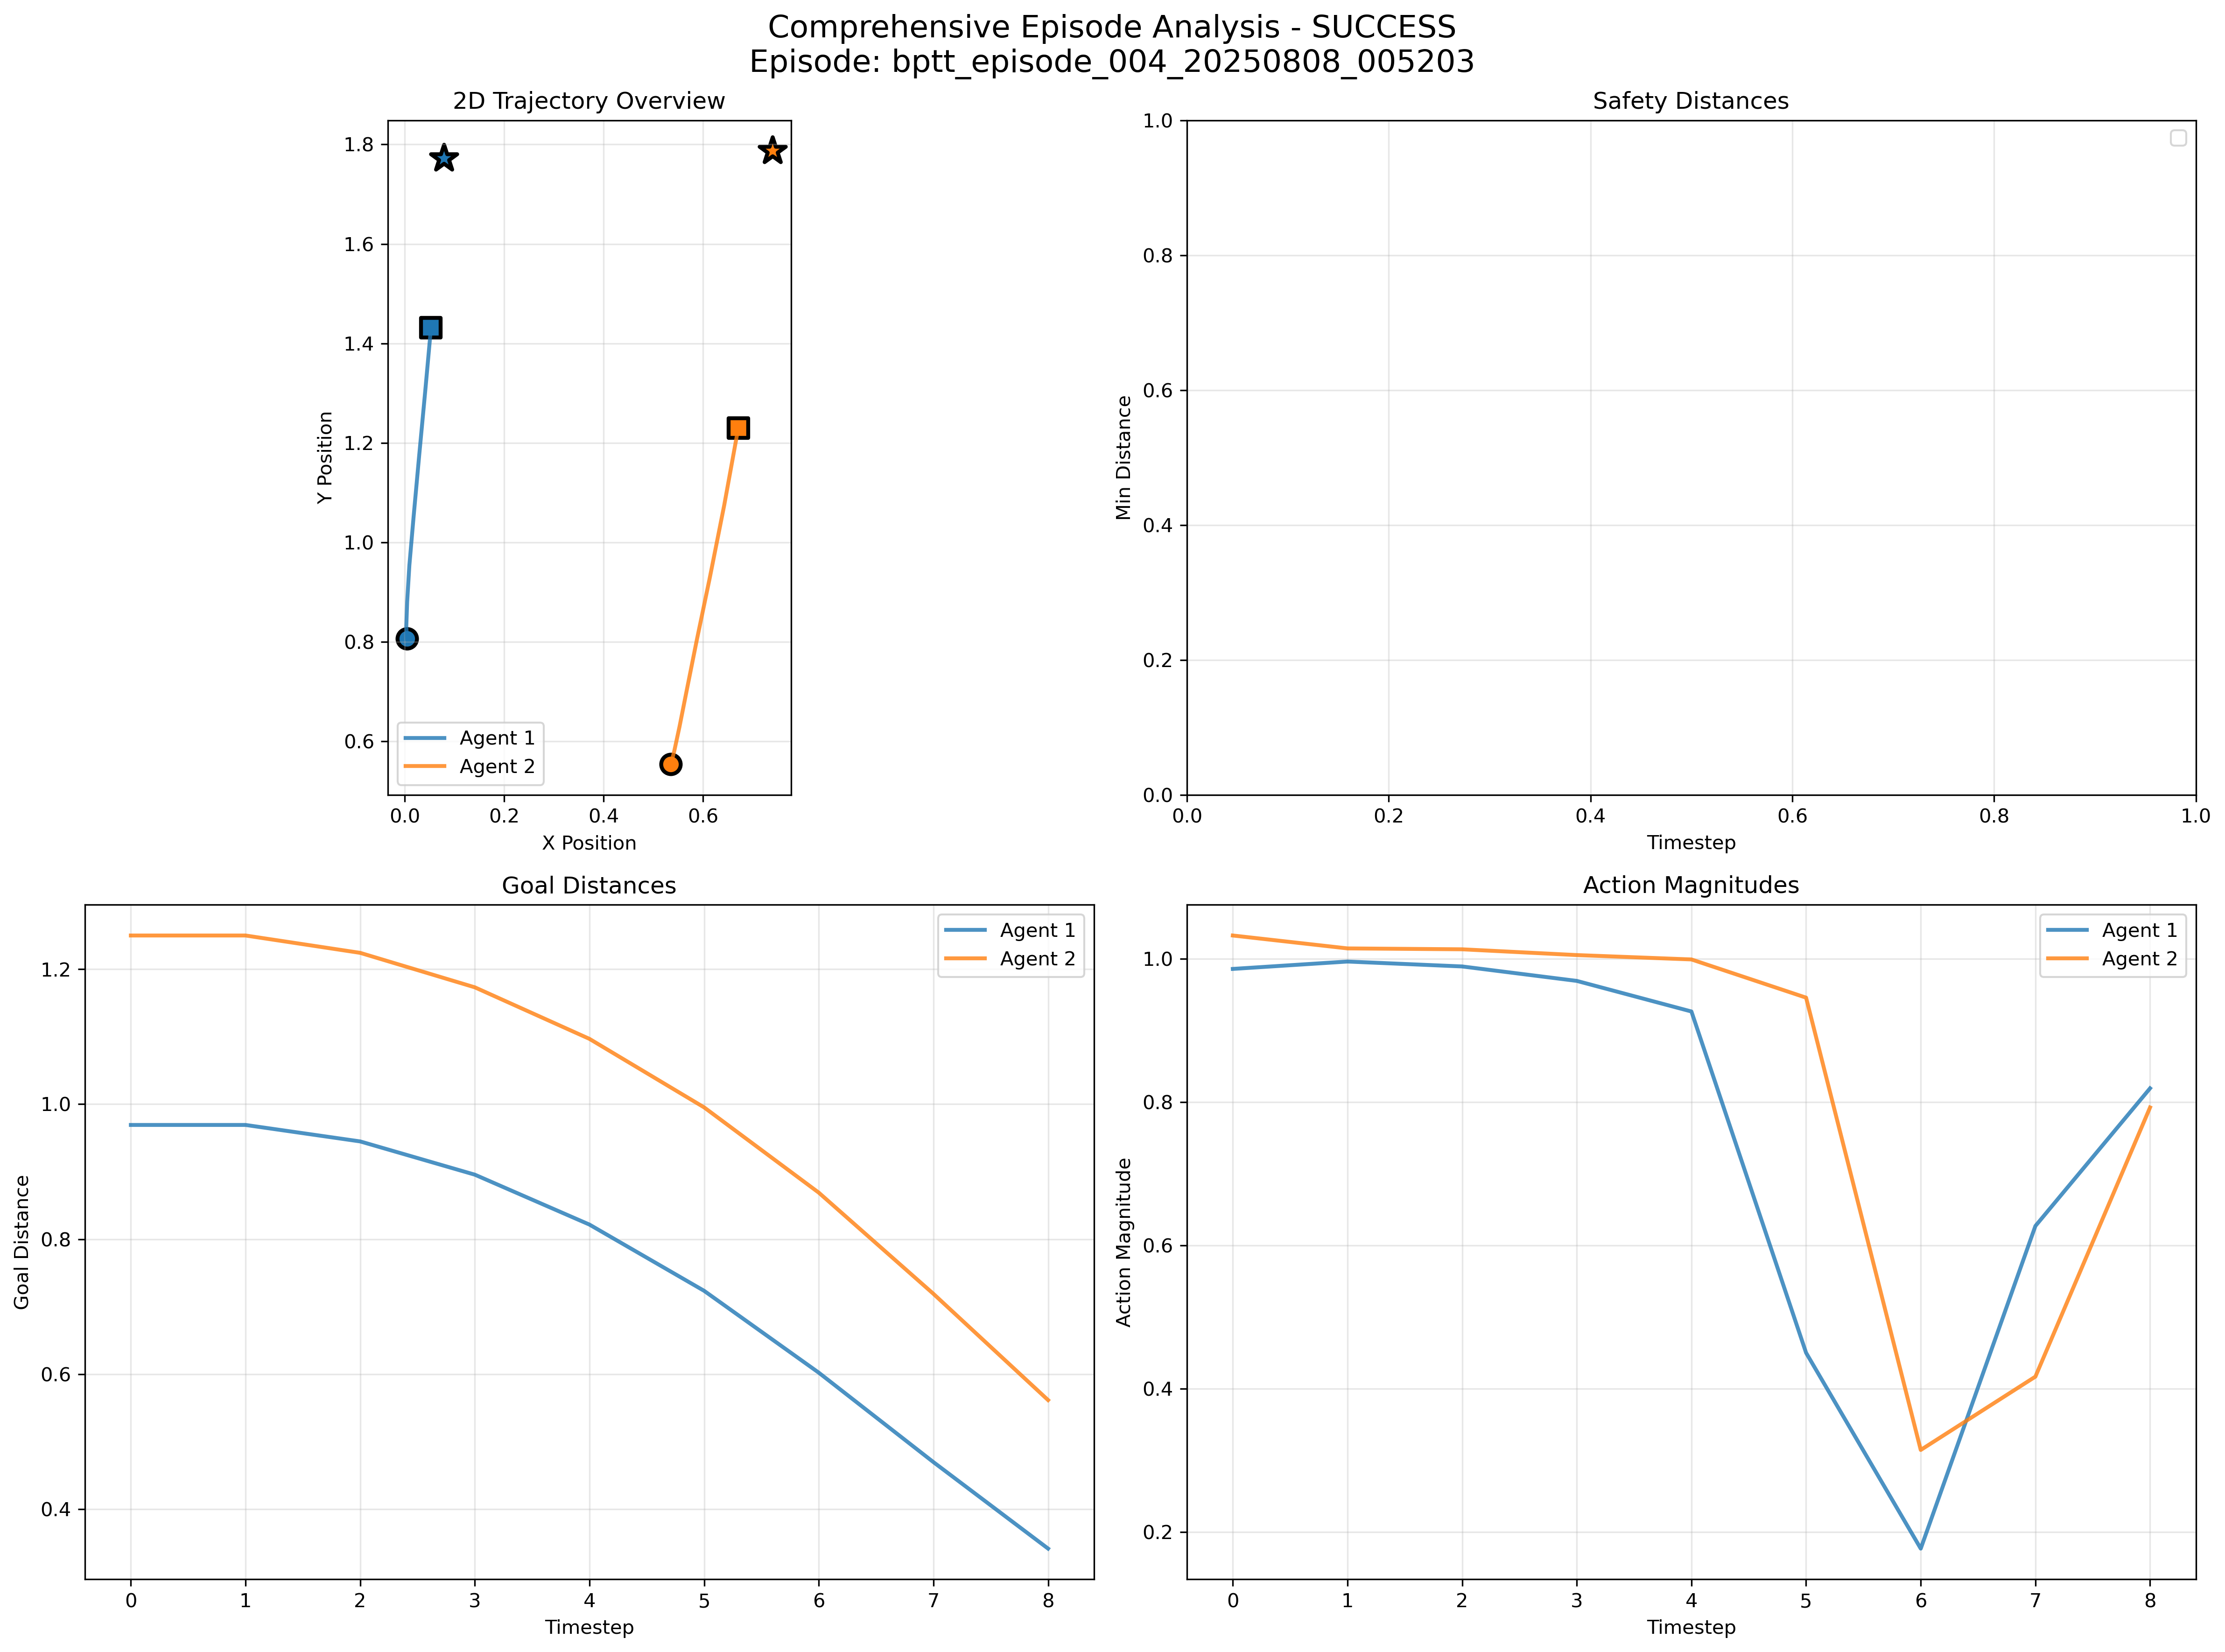 Comprehensive Episode Analysis - SUCCESS
Episode: bptt_episode_004_20250808_005203
2D Trajectory Overview
Y Position
1.8
1.6
1.4
1.2
1.0
0.8
0.6
Agent 1
Agent 2
0.0 0.2 0.4 0.6
X Position
Safety Distances
Min Distance
1.0
0.8
0.6
0.4
0.2
0.0
0.0 0.2 0.4 0.6 0.8 1.0
Timestep
Goal Distances
Goal Distance
1.2
1.0
0.8
0.6
0.4
Agent 1
Agent 2
0 1 2 3 4 5 6 7 8
Timestep
Action Magnitudes
Action Magnitude
1.0
0.8
0.6
0.4
0.2
Agent 1
Agent 2
0 1 2 3 4 5 6 7 8
Timestep